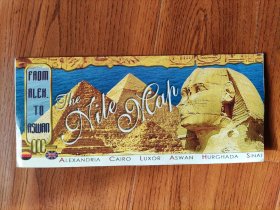 FROM
ALEX.
TO
ASWAN
The Nile Map
ALEXANDRIA CAIRO LUXOR ASWAN HURGHADA SINAI